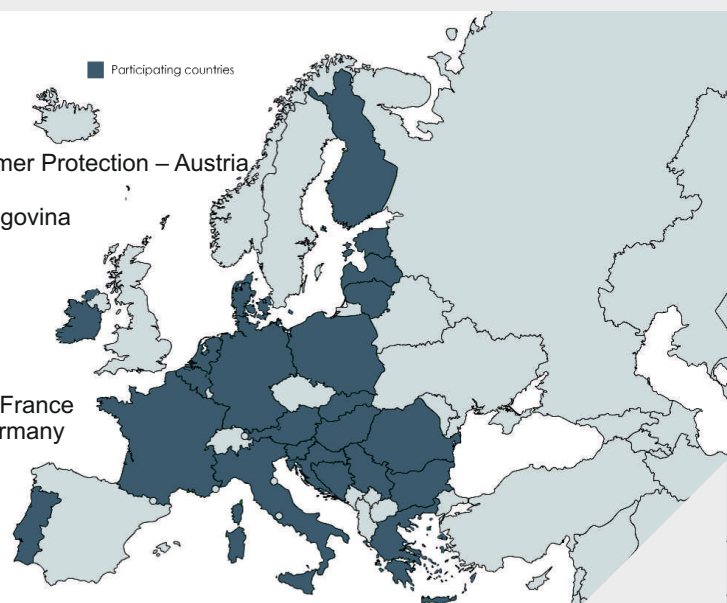 Participating countries
mer Protection – Austria
govina
France
rmany